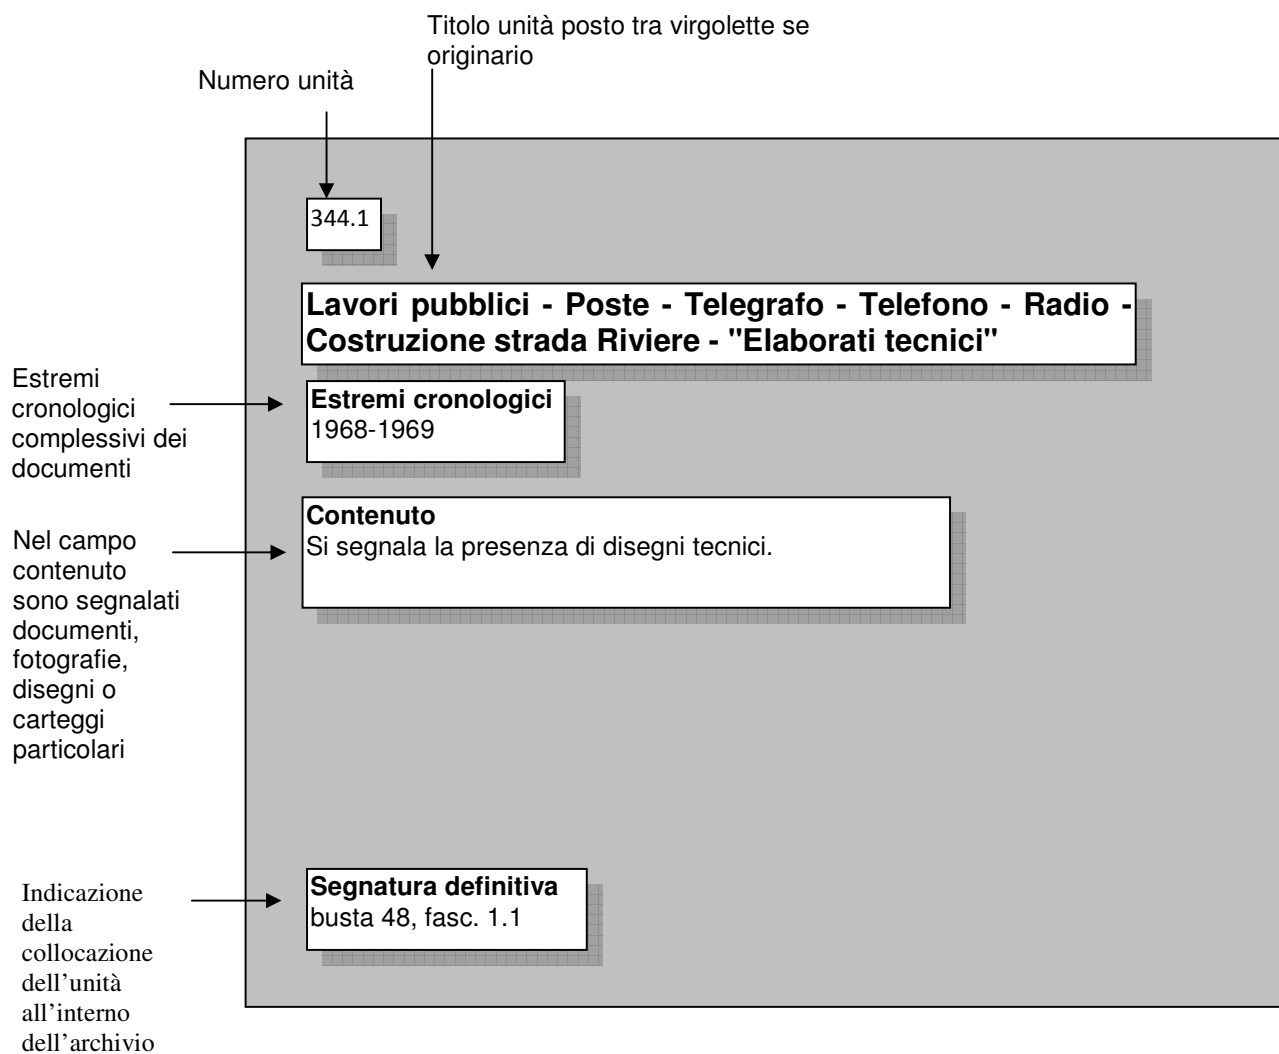 Titolo unità posto tra virgolette se
originario
Numero unità
344.1
Lavori pubblici - Poste - Telegrafo - Telefono - Radio -
Costruzione strada Riviere - "Elaborati tecnici"
Estremi
cronologici
complessivi dei
documenti
Estremi cronologici
1968-1969
Nel campo
contenuto
sono segnalati
documenti,
fotografie,
disegni o
carteggi
particolari
Contenuto
Si segnala la presenza di disegni tecnici.
Indicazione
della
collocazione
dell’unità
all’interno
dell’archivio
Segnatura definitiva
busta 48, fasc. 1.1